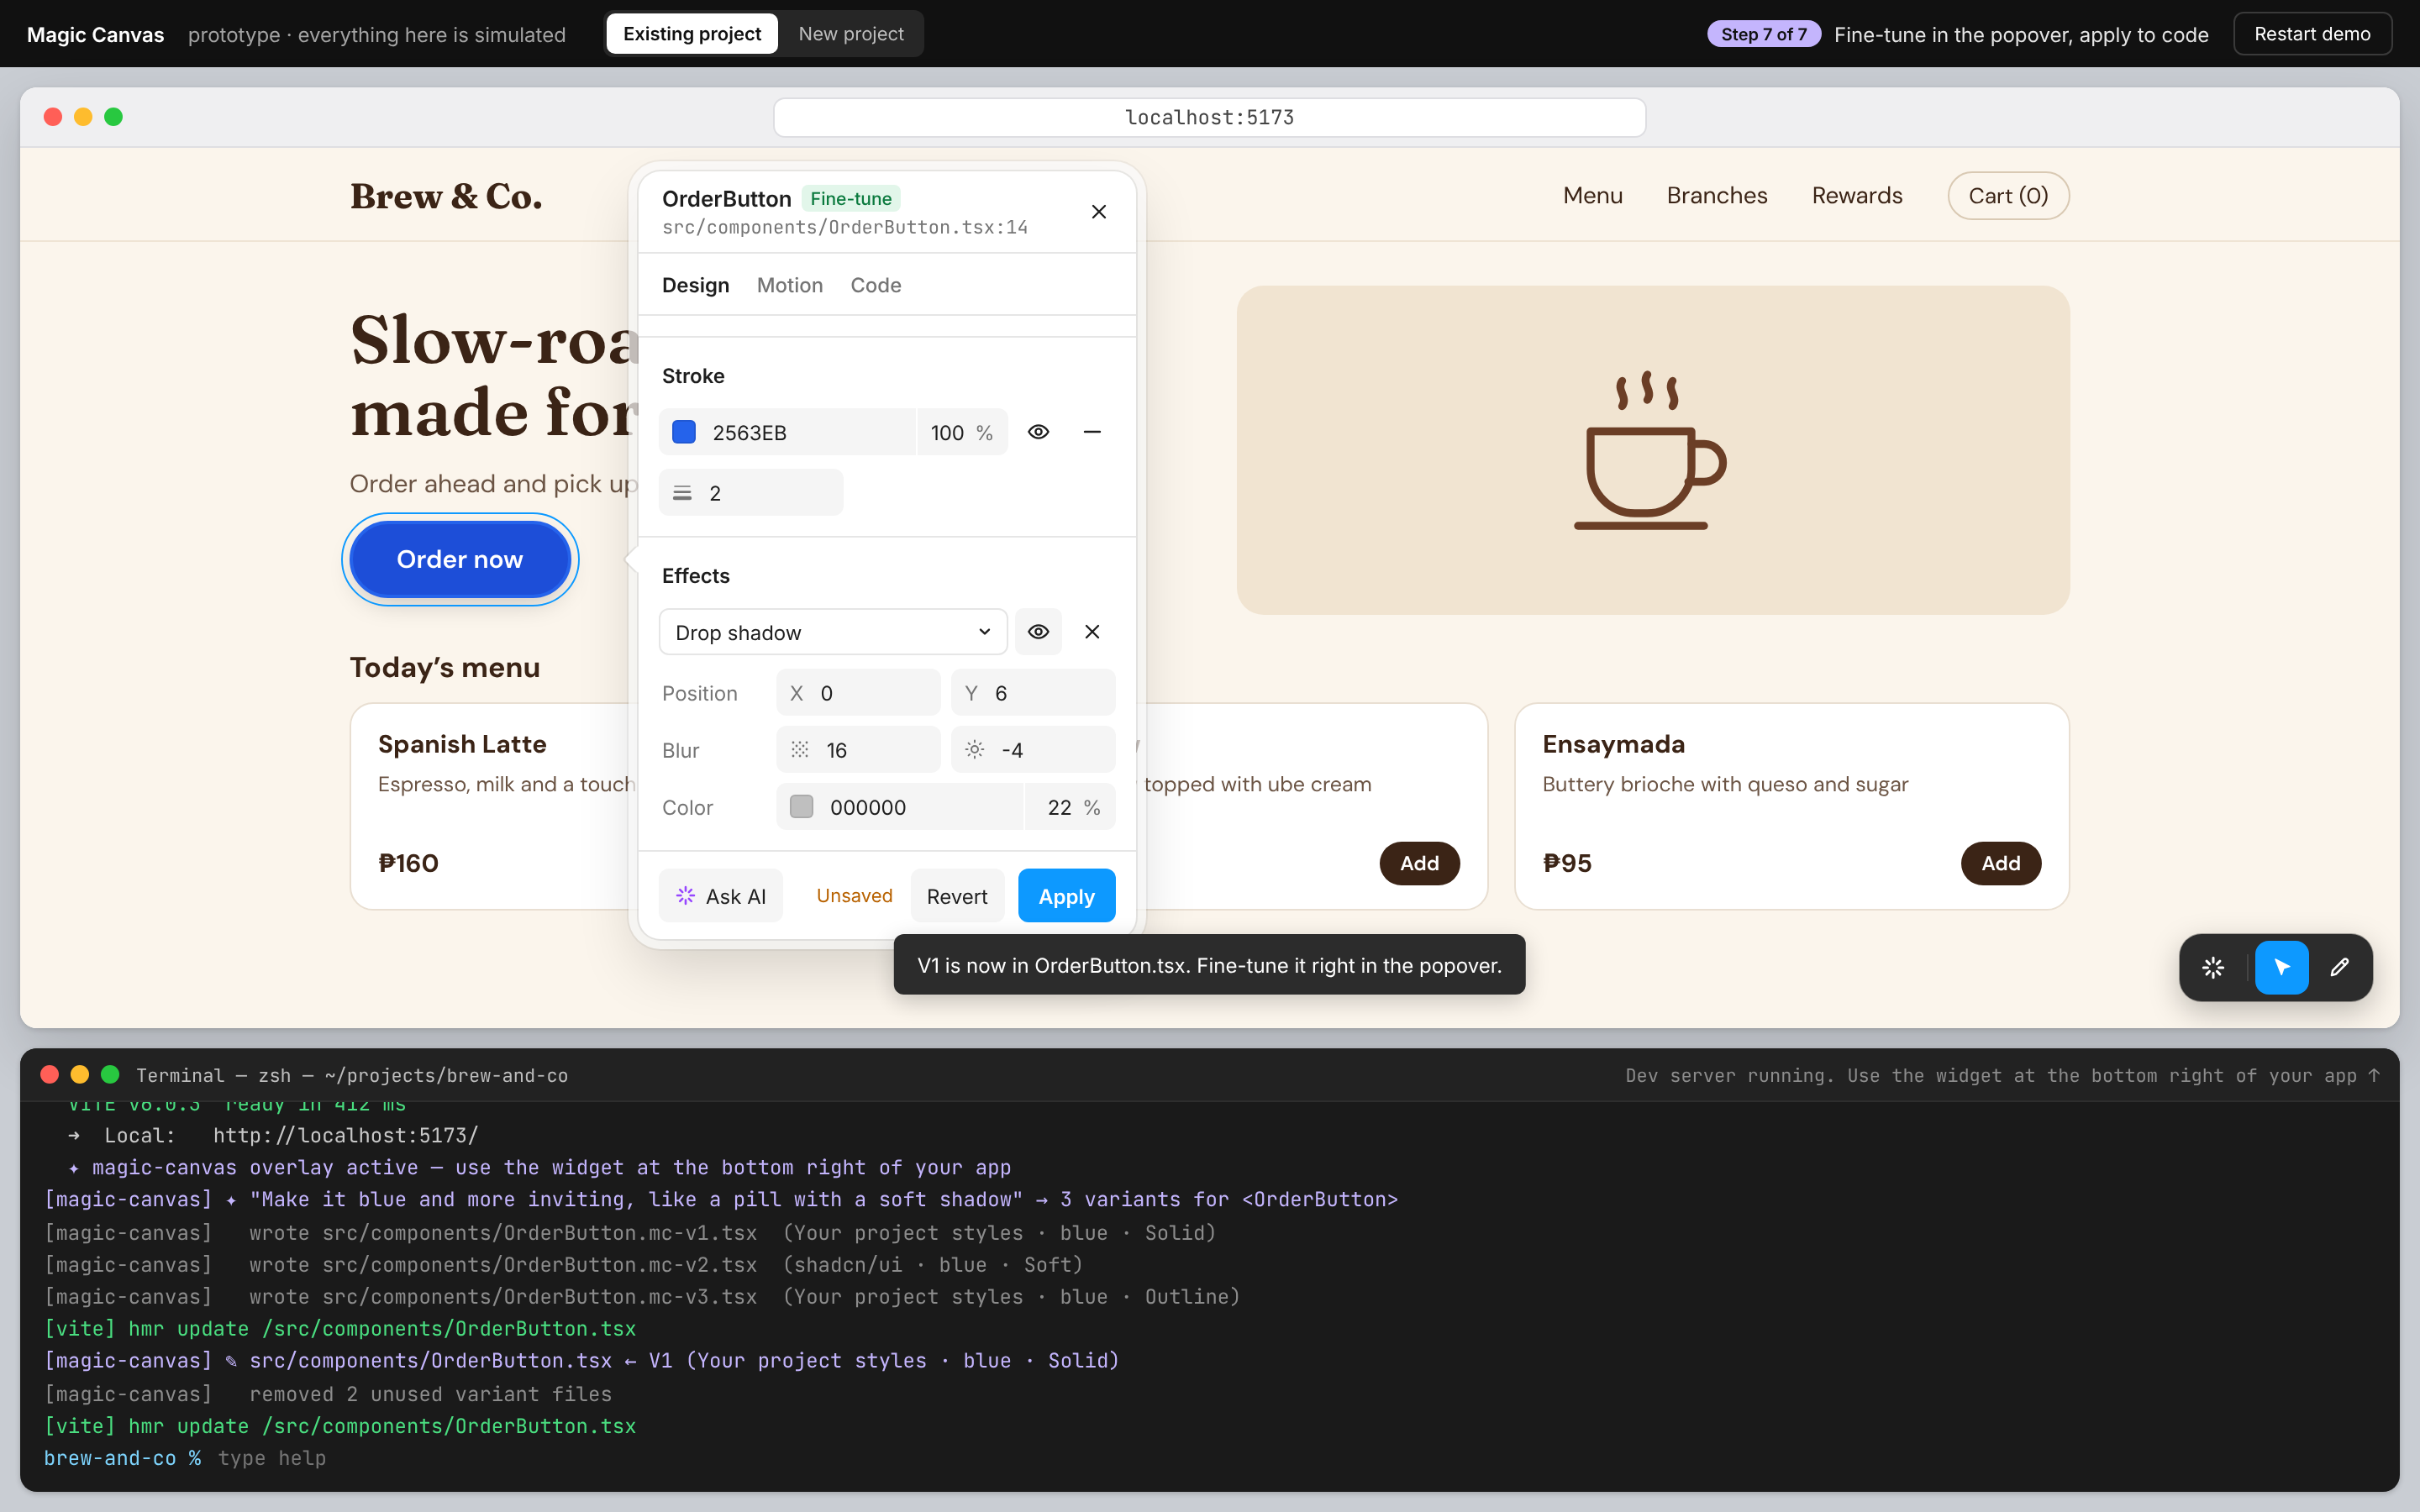 Magic Canvas prototype · everything here is simulated Existing project New project Step 7 of 7 Fine-tune in the popover, apply to code Restart demo
localhost:5173
Brew & Co. Menu Branches Rewards Cart (0)
OrderButton Fine-tune
src/components/OrderButton.tsx:14
Design Motion Code
Slow-roa
made for
Order ahead and pick up
Order now
Stroke
2563EB 100 %
2
Effects
Drop shadow
Position X 0 Y 6
Blur 16 -4
Color 000000 22 %
Ask AI Unsaved Revert Apply
Today’s menu
Spanish Latte
Espresso, milk and a touch
₱160
topped with ube cream
Add
Ensaymada
Buttery brioche with queso and sugar
₱95 Add
V1 is now in OrderButton.tsx. Fine-tune it right in the popover.
Terminal — zsh — ~/projects/brew-and-co Dev server running. Use the widget at the bottom right of your app ↑
VITE v6.0.3 ready in 412 ms
➜ Local: http://localhost:5173/
✦ magic-canvas overlay active — use the widget at the bottom right of your app
[magic-canvas] ✦ "Make it blue and more inviting, like a pill with a soft shadow" → 3 variants for <OrderButton>
[magic-canvas] wrote src/components/OrderButton.mc-v1.tsx (Your project styles · blue · Solid)
[magic-canvas] wrote src/components/OrderButton.mc-v2.tsx (shadcn/ui · blue · Soft)
[magic-canvas] wrote src/components/OrderButton.mc-v3.tsx (Your project styles · blue · Outline)
[vite] hmr update /src/components/OrderButton.tsx
[magic-canvas] ✎ src/components/OrderButton.tsx ← V1 (Your project styles · blue · Solid)
[magic-canvas] removed 2 unused variant files
[vite] hmr update /src/components/OrderButton.tsx
brew-and-co % type help